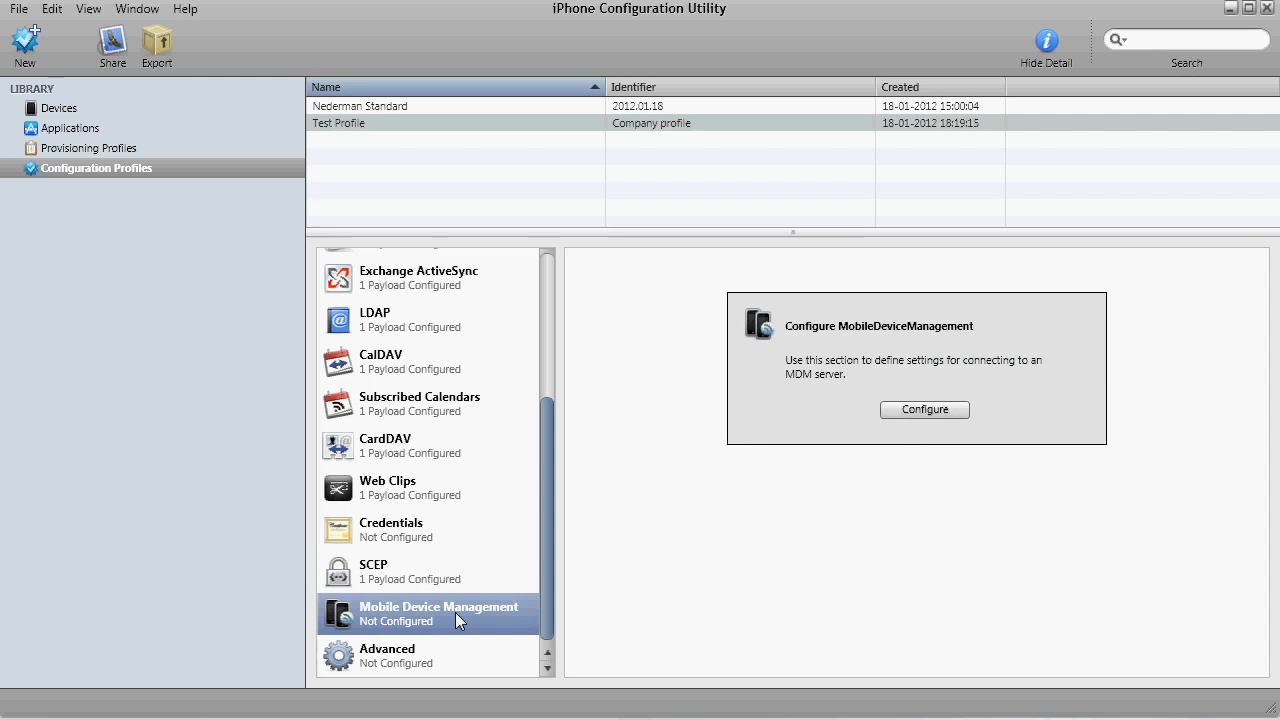 File Edit View Window Help
iPhone Configuration Utility
New Share Export Hide Detail Search
LIBRARY
Devices
Applications
Provisioning Profiles
Configuration Profiles
Name Identifier Created
Nederman Standard 2012.01.18 18-01-2012 15:00:04
Test Profile Company profile 18-01-2012 18:19:15
Exchange ActiveSync
1 Payload Configured
LDAP
1 Payload Configured
CalDAV
1 Payload Configured
Subscribed Calendars
1 Payload Configured
CardDAV
1 Payload Configured
Web Clips
1 Payload Configured
Credentials
Not Configured
SCEP
1 Payload Configured
Mobile Device Management
Not Configured
Advanced
Not Configured
Configure MobileDeviceManagement
Use this section to define settings for connecting to an
MDM server.
Configure